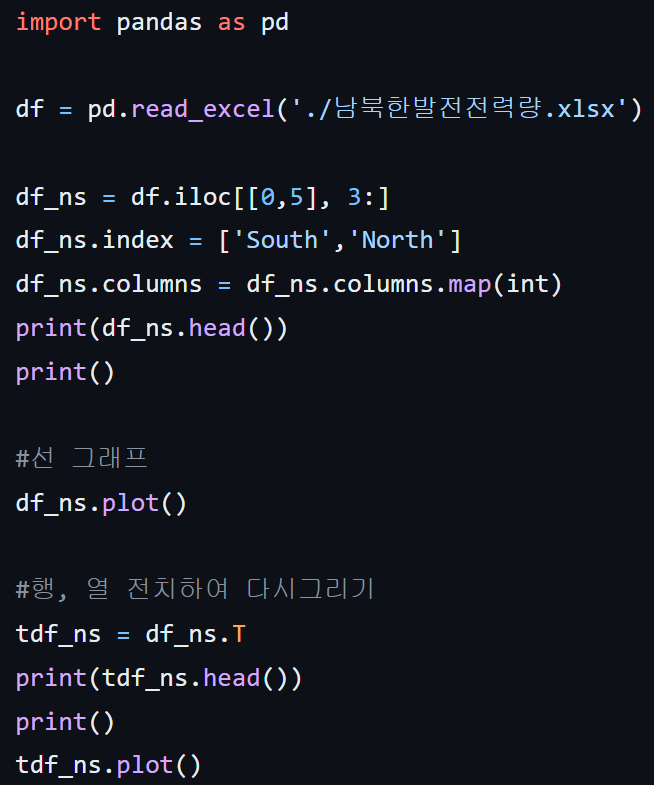 import pandas as pd
df = pd.read_excel('./남북한발전전력량.xlsx')
df_ns = df.iloc[[0,5], 3:]
df_ns.index = ['South','North']
df_ns.columns = df_ns.columns.map(int)
print(df_ns.head())
print()
#선 그래프
df_ns.plot()
#행, 열 전치하여 다시그리기
tdf_ns = df_ns.T
print(tdf_ns.head())
print()
tdf_ns.plot()